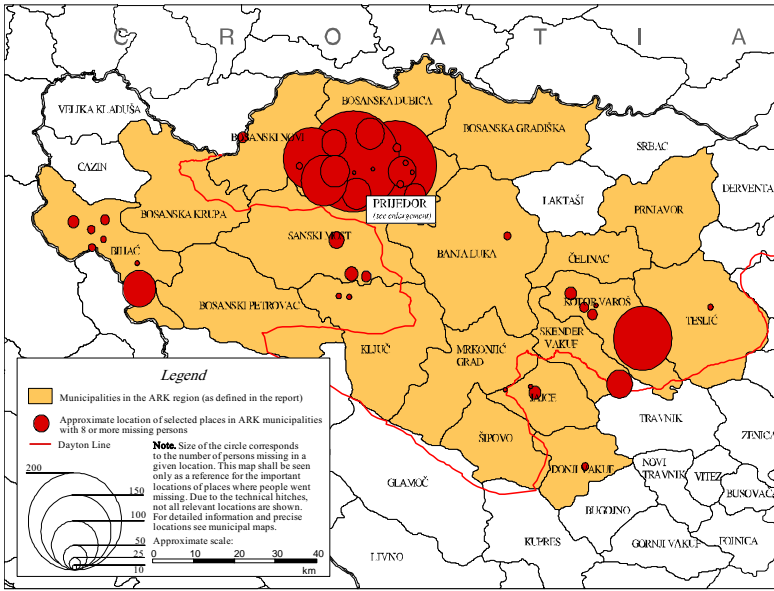 C R O A T I A
VELIKA KLADUŠA
BOSANSKA DUBICA
BOSANSKI NOVI
BOSANSKA GRADIŠKA
SRBAC
CAZIN
DERVENTA
PRIJEDOR
(see enlargement)
LAKTAŠI
PRNJAVOR
BOSANSKA KRUPA
SANSKI MOST
BIHAĆ
BANJA LUKA
ČELINAC
BOSANSKI PETROVAC
KOTOR VAROŠ
TESLIĆ
SKENDER
VAKUF
KLJUČ
MRKONJIĆ
GRAD
JAJCE
TRAVNIK
ŠIPOVO
ZENICA
DONJI VAKUF
NOVI
TRAVNIK
VITEZ
GLAMOČ
BUSOVAČA
BUGOJNO
KUPRES
GORNJI VAKUF
FOJNICA
LIVNO
Legend
Municipalities in the ARK region (as defined in the report)
Approximate location of selected places in ARK municipalities
with 8 or more missing persons
Dayton Line
Note. Size of the circle corresponds
to the number of persons missing in a
given location. This map shall be seen
only as a reference for the important
locations of places where people went
missing. Due to the technical hitches,
not all relevant locations are shown.
For detailed information and precise
locations see municipal maps.
200
150
100
50
25
10
Approximate scale:
0 10 20 30 40
km